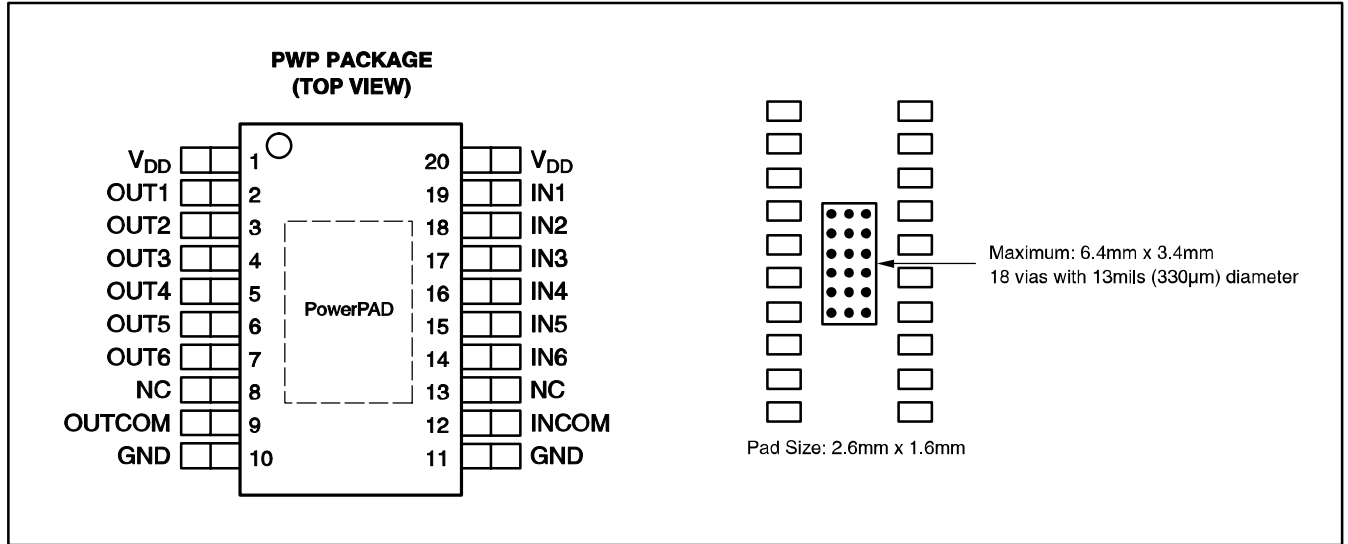 PWP PACKAGE
(TOP VIEW)
VDD 1 20 VDD
OUT1 2 19 IN1
OUT2 3 18 IN2
OUT3 4 17 IN3
OUT4 5 16 IN4
OUT5 6 15 IN5
OUT6 7 14 IN6
NC 8 13 NC
OUTCOM 9 12 INCOM
GND 10 11 GND
PowerPAD
Maximum: 6.4mm x 3.4mm
18 vias with 13mils (330µm) diameter
Pad Size: 2.6mm x 1.6mm